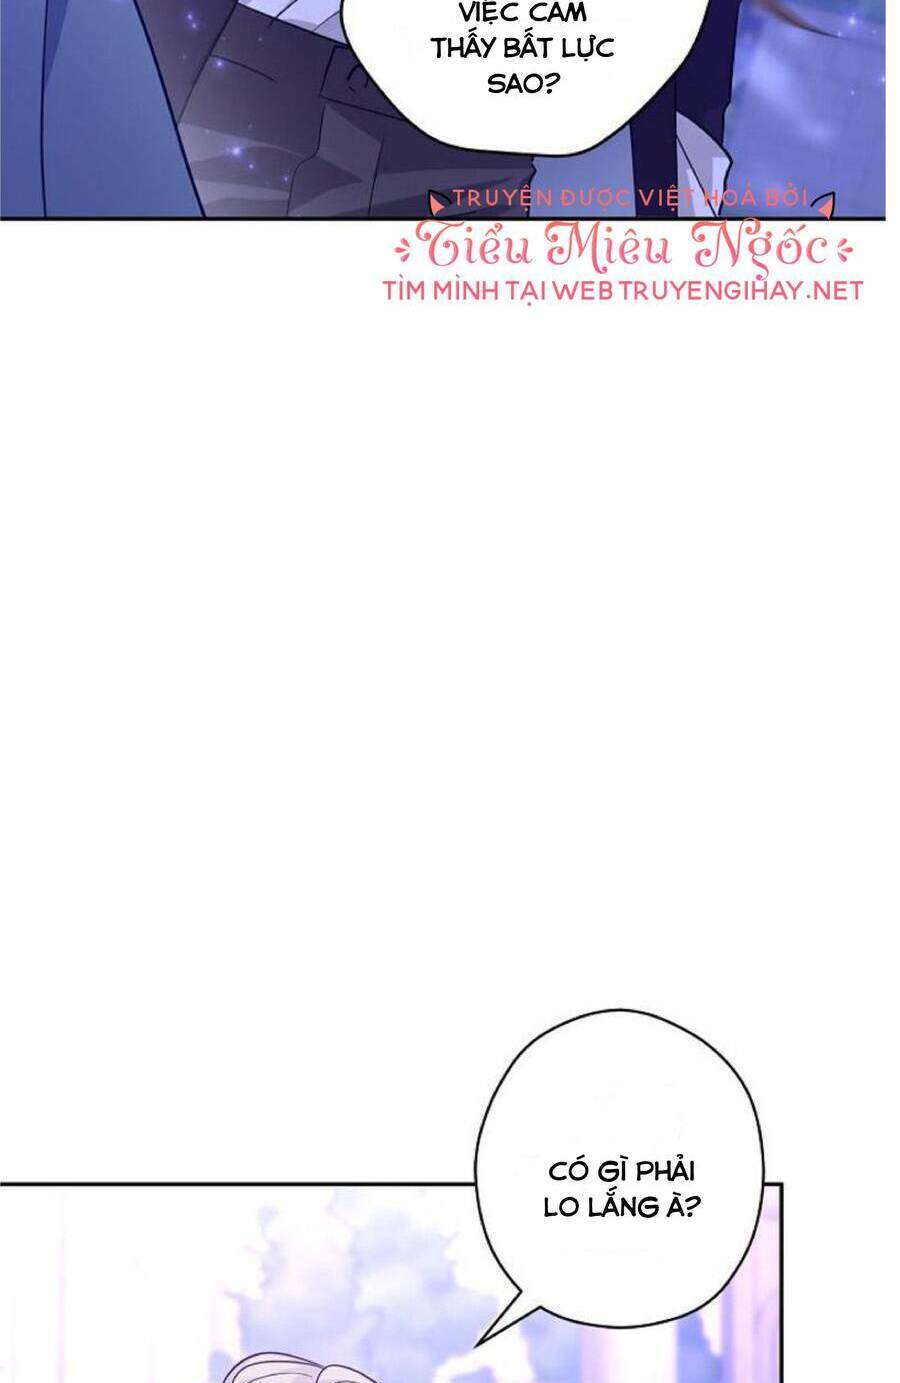 VIỆC CẢM
THẤY BẤT LỰC
SAO?
TRUYỆN ĐƯỢC VIỆT HOÁ BỞI
Tiểu Miêu Ngốc
TÌM MÌNH TẠI WEB TRUYENGIHAY.NET
CÓ GÌ PHẢI
LO LẮNG À?